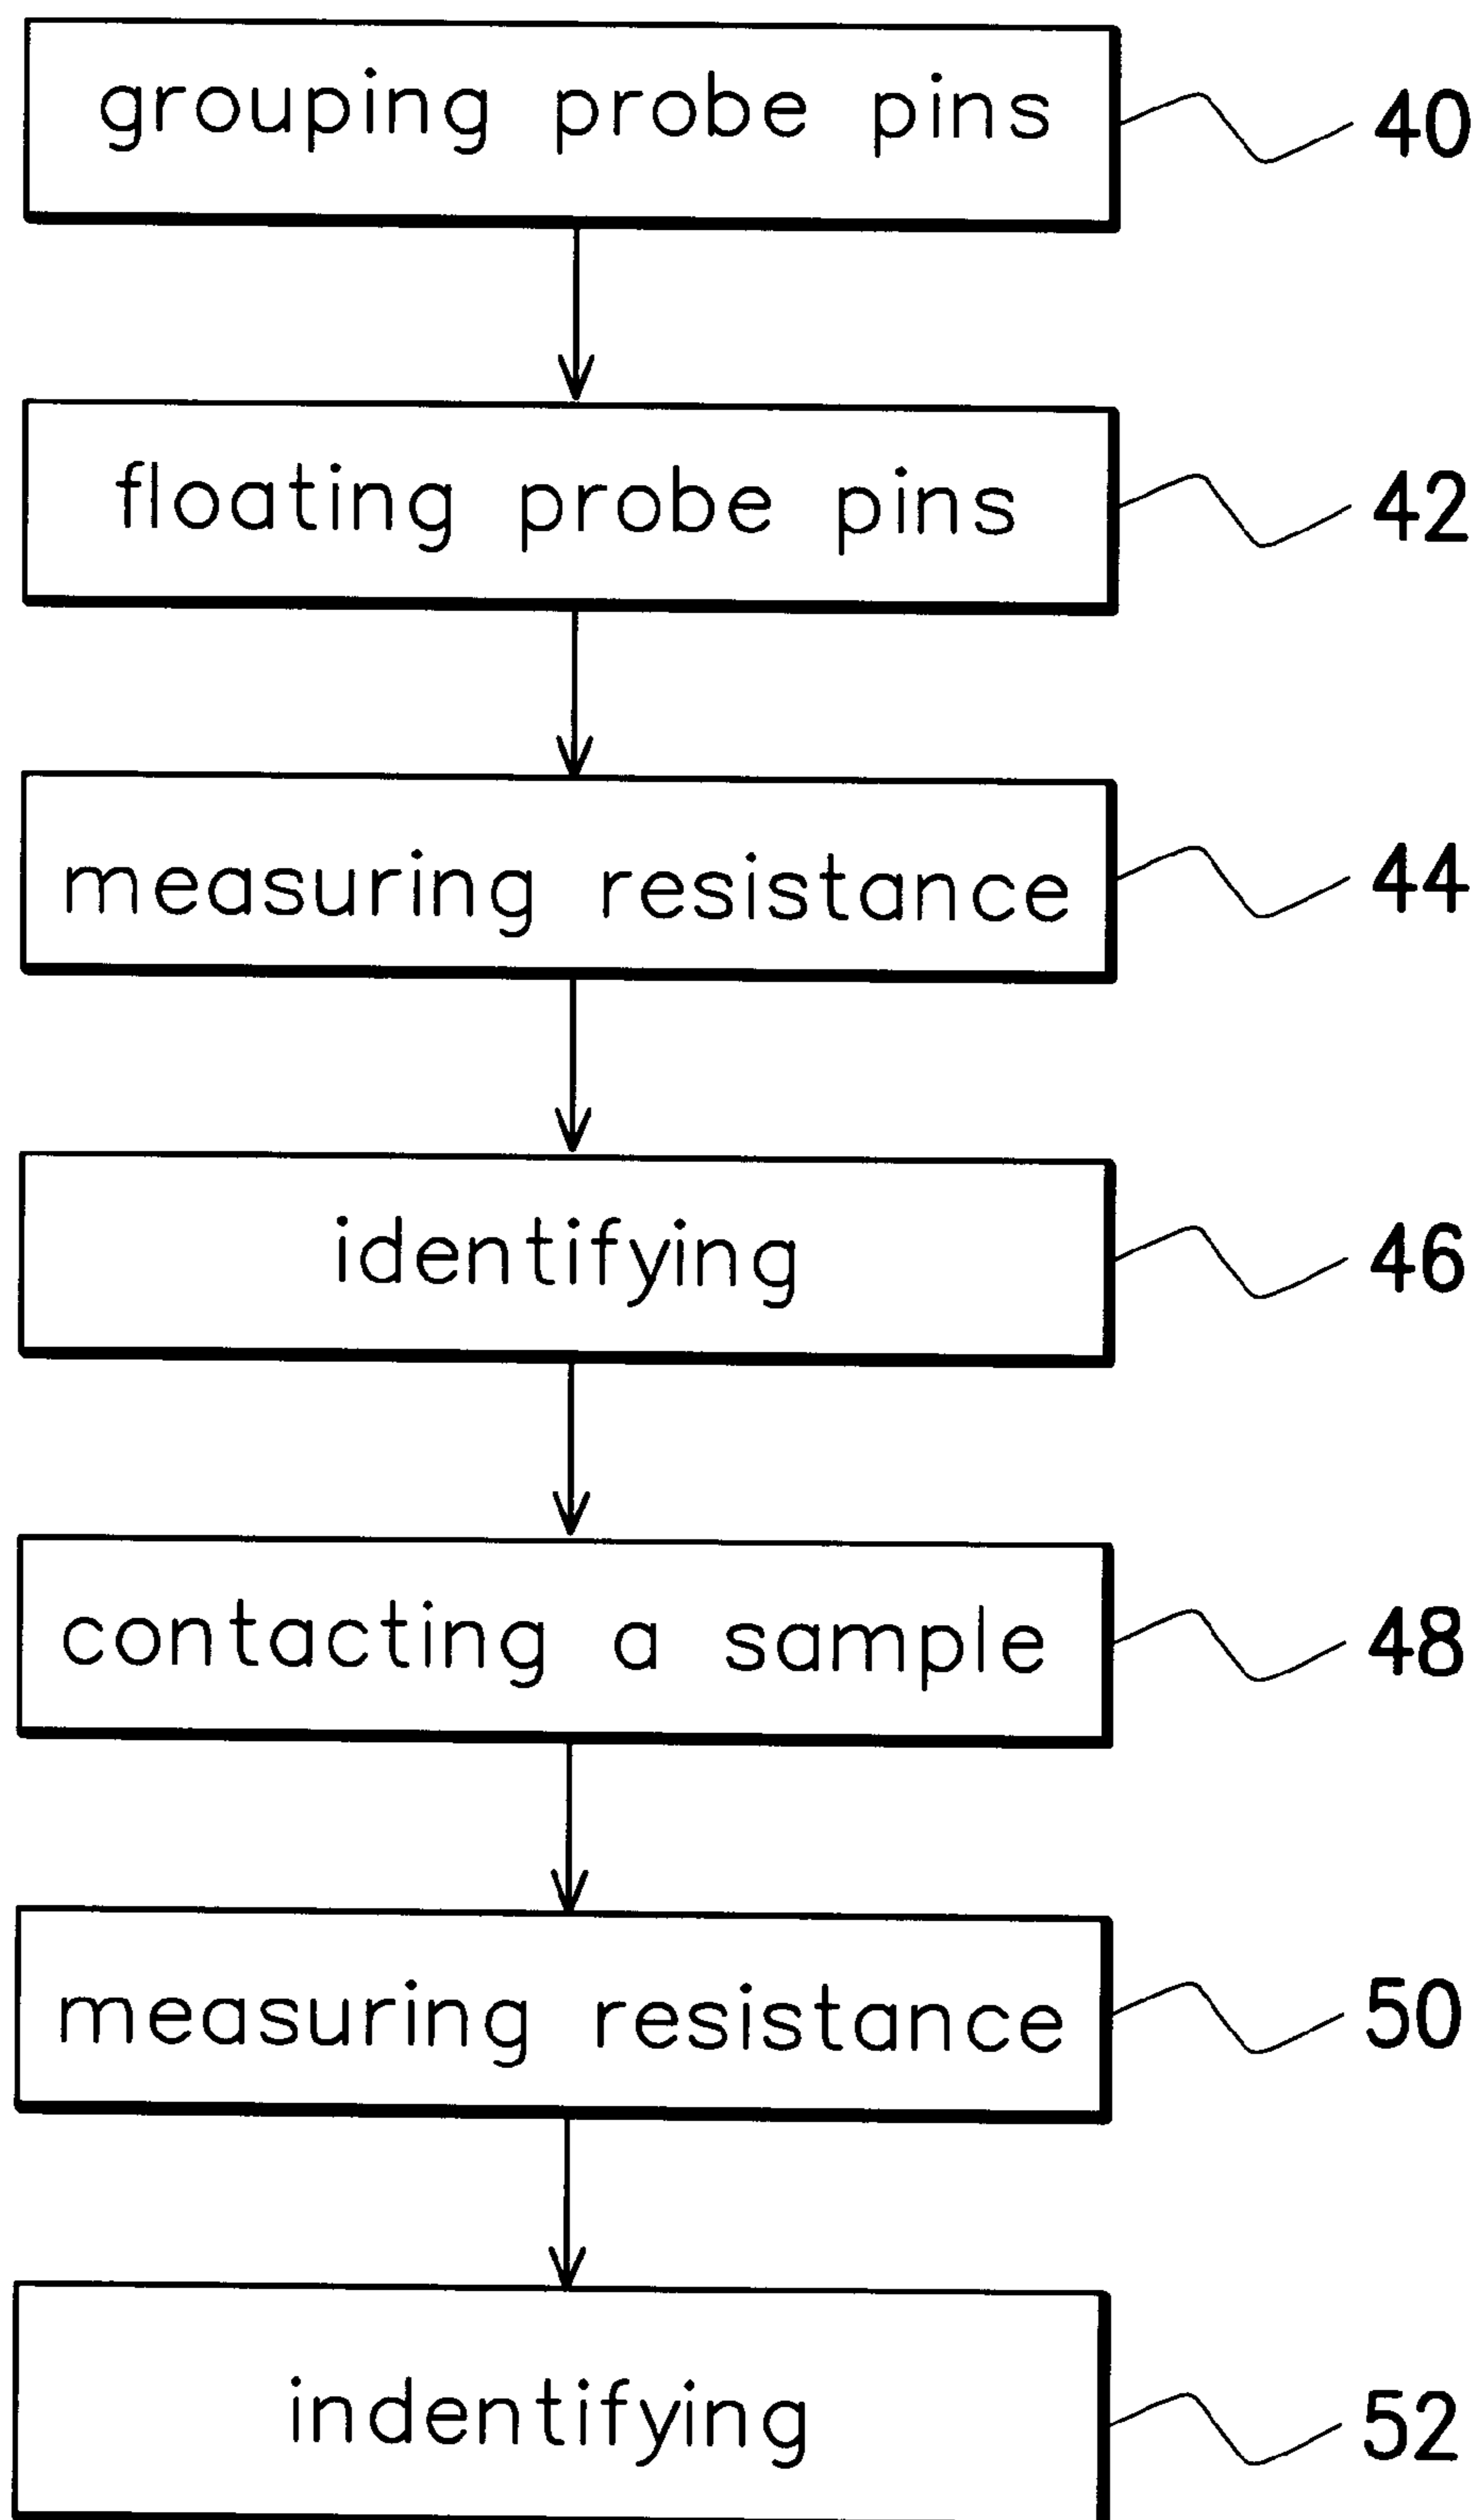 grouping probe pins 40
floating probe pins 42
measuring resistance 44
identifying 46
contacting a sample 48
measuring resistance 50
indentifying 52